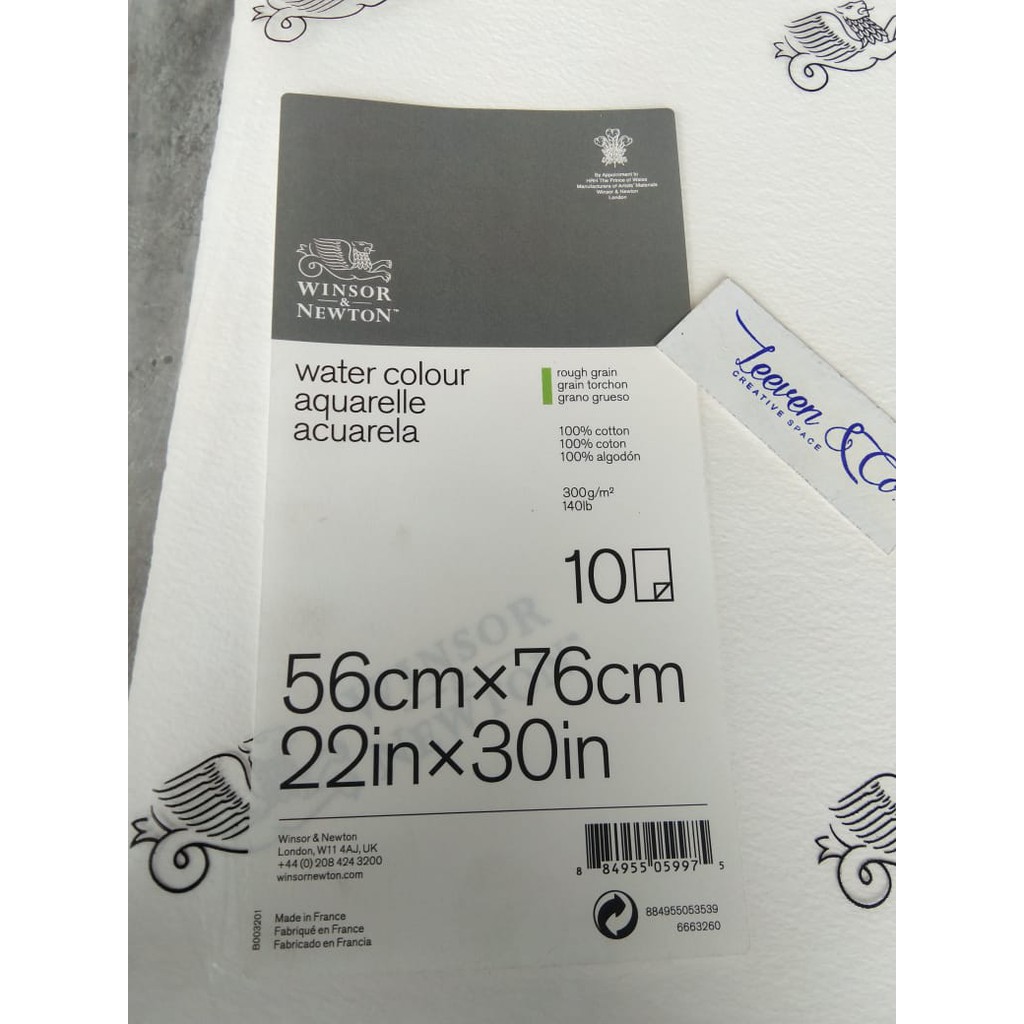 By Appointment to
HRH The Prince of Wales
Manufacturers of Artists' Materials
Winsor & Newton
London
WINSOR
&
NEWTON™
water colour
aquarelle
acuarela
rough grain
grain torchon
grano grueso
100% cotton
100% coton
100% algodón
300g/m²
140lb
10
56cm×76cm
22in×30in
Winsor & Newton
London, W11 4AJ, UK
+44 (0) 208 424 3200
winsornewton.com
8 84955 05997 5
884955053539
6663260
B003201
Made in France
Fabriqué en France
Fabricado en Francia
Leeven & Co
CREATIVE SPACE
WINSOR
NEWTON